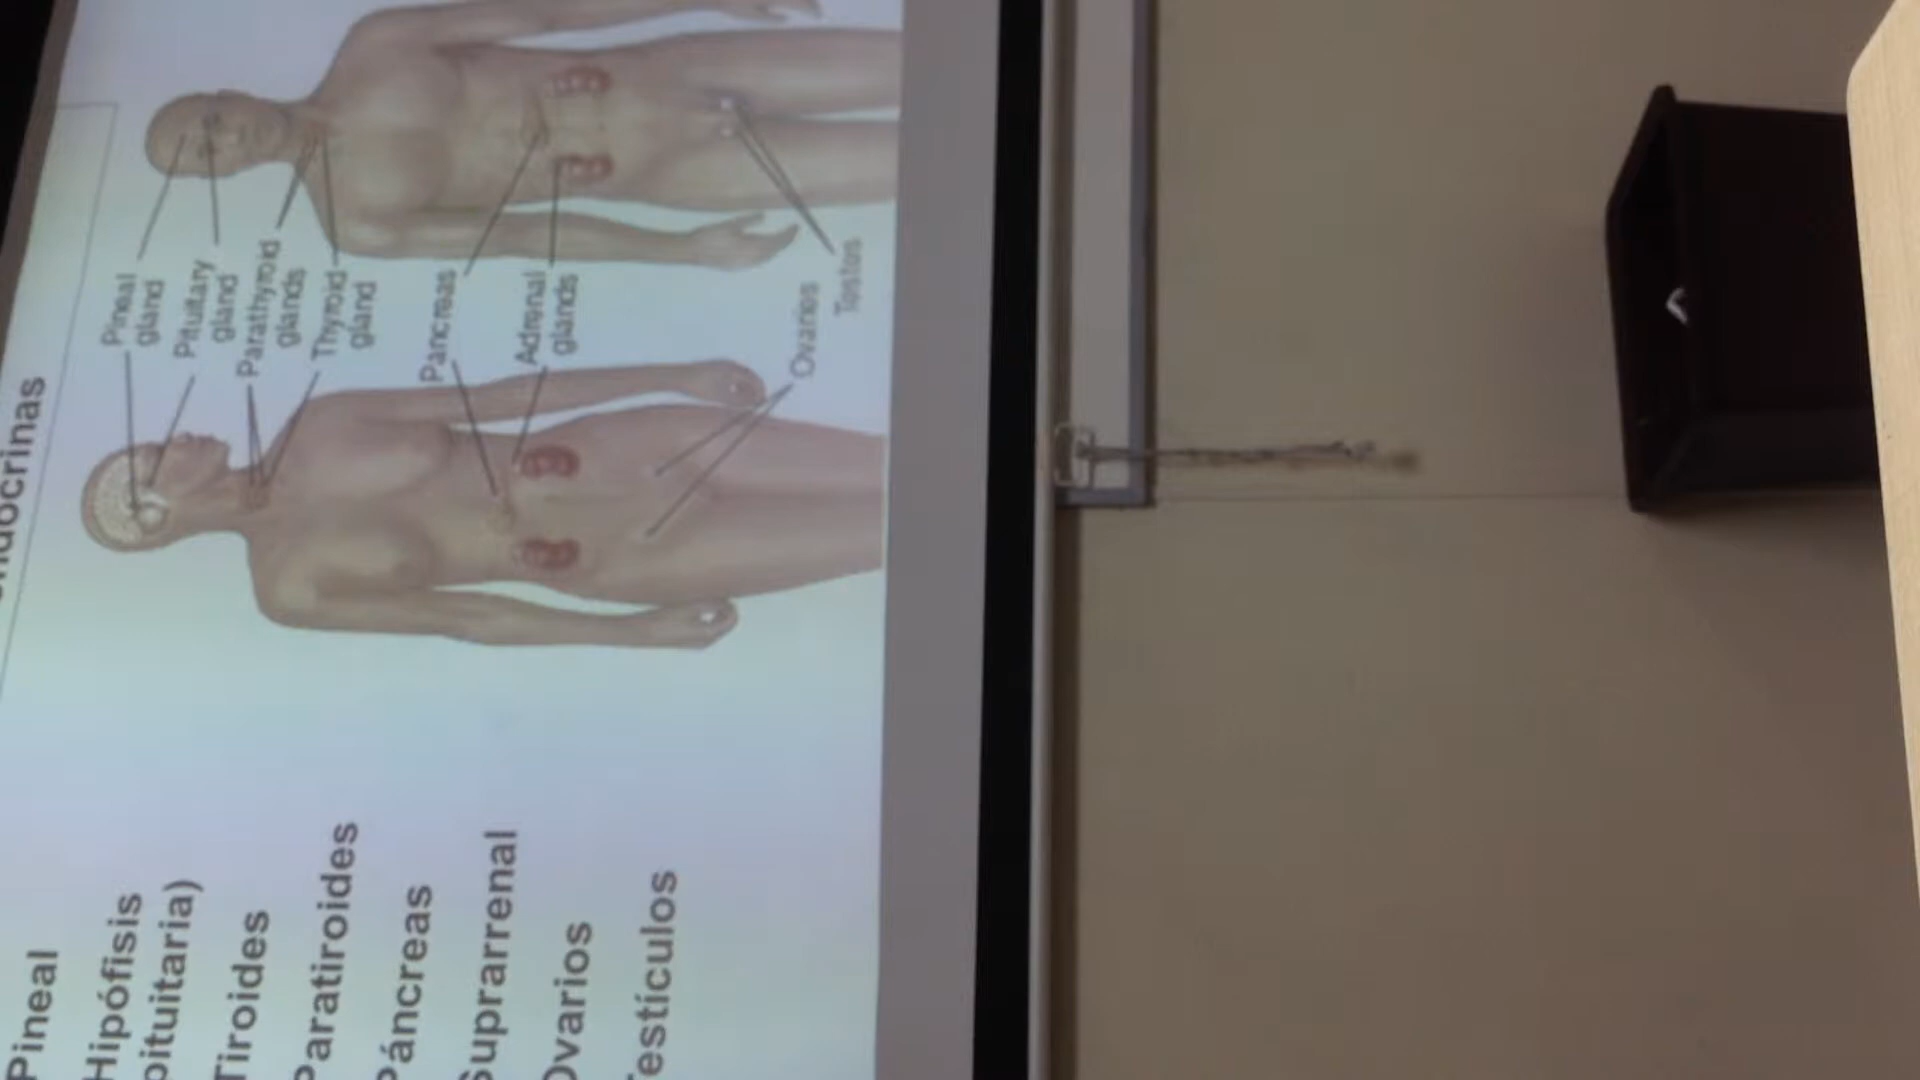 Pineal
Hipófisis
pituitaria)
Tiroides
Paratiroides
Páncreas
Suprarrenal
Ovarios
Testículos
Pineal
gland
Pituitary
gland
Parathyroid
glands
Thyroid
gland
Pancreas
Adrenal
glands
Ovaries
Testes